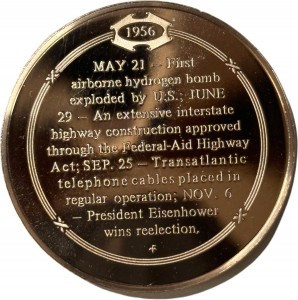 1956
MAY 21 – First
airborne hydrogen bomb
exploded by U.S.; JUNE
29 – An extensive interstate
highway construction approved
through the Federal-Aid Highway
Act; SEP. 25 – Transatlantic
telephone cables placed in
regular operation; NOV. 6
– President Eisenhower
wins reelection.